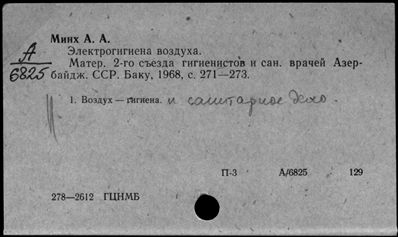 Минх А. А.
А
6825
Электрогигиена воздуха.
Матер. 2-го съезда гигиенистов и сан. врачей Азер-
байдж. ССР. Баку, 1968, с. 271—273.
1. Воздух — гигиена. и санитарное дело.
П-3 А/6825 129
278—2612 ГЦНМБ